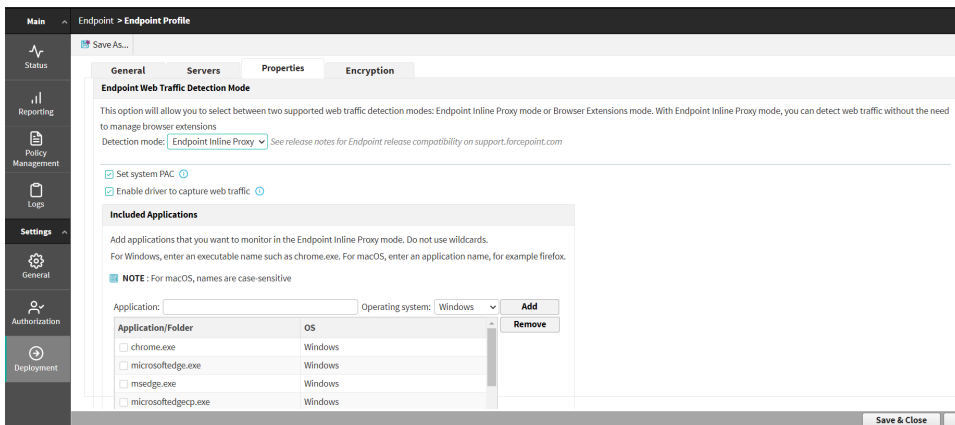 Main
Endpoint > Endpoint Profile
Save As...
Status
Reporting
Policy
Management
Logs
Settings
General
Authorization
Deployment
General
Servers
Properties
Encryption
Endpoint Web Traffic Detection Mode
This option will allow you to select between two supported web traffic detection modes: Endpoint Inline Proxy mode or Browser Extensions mode. With Endpoint Inline Proxy mode, you can detect web traffic without the need
to manage browser extensions
Detection mode: Endpoint Inline Proxy See release notes for Endpoint release compatibility on support.forcepoint.com
Set system PAC
Enable driver to capture web traffic
Included Applications
Add applications that you want to monitor in the Endpoint Inline Proxy mode. Do not use wildcards.
For Windows, enter an executable name such as chrome.exe. For macOS, enter an application name, for example firefox.
NOTE : For macOS, names are case-sensitive
Application: Operating system: Windows Add
Application/Folder OS Remove
chrome.exe Windows
microsoftedge.exe Windows
msedge.exe Windows
microsoftedgecp.exe Windows
Save & Close